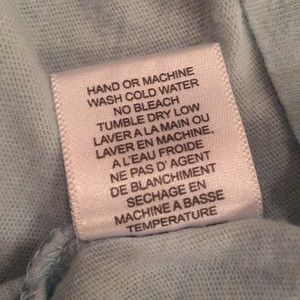 HAND OR MACHINE
WASH COLD WATER
NO BLEACH
TUMBLE DRY LOW
LAVER A LA MAIN OU
LAVER EN MACHINE.
A L'EAU FROIDE
NE PAS D'AGENT
DE BLANCHIMENT
SECHAGE EN
MACHINE A BASSE
TEMPERATURE